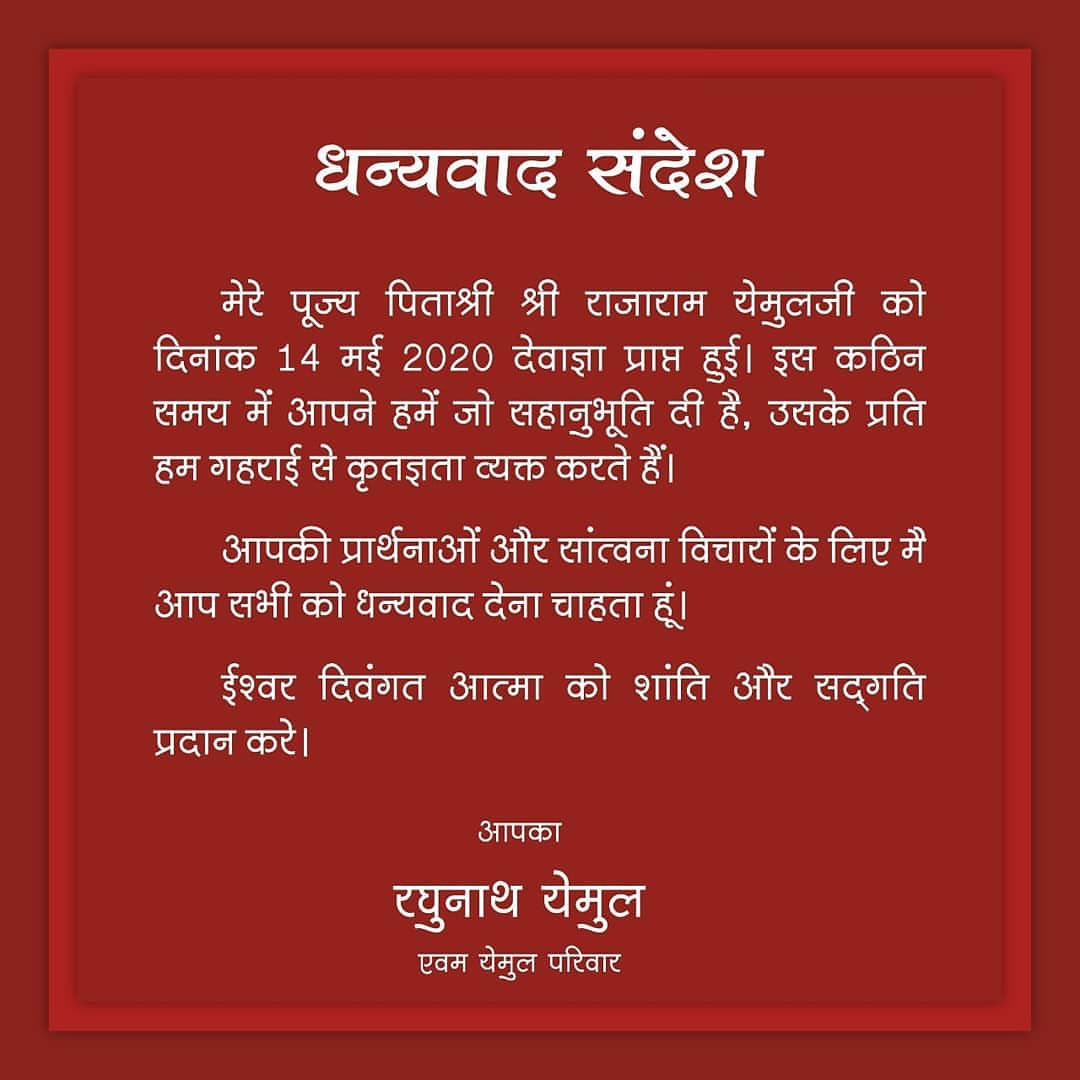 धन्यवाद संदेश
मेरे पूज्य पिताश्री श्री राजाराम येमुलजी को
दिनांक 14 मई 2020 देवाज्ञा प्राप्त हुई। इस कठिन
समय में आपने हमें जो सहानुभूति दी है, उसके प्रति
हम गहराई से कृतज्ञता व्यक्त करते हैं।
आपकी प्रार्थनाओं और सांत्वना विचारों के लिए मै
आप सभी को धन्यवाद देना चाहता हूं।
ईश्वर दिवंगत आत्मा को शांति और सद्‌गति
प्रदान करे।
आपका
रघुनाथ येमुल
एवम येमुल परिवार